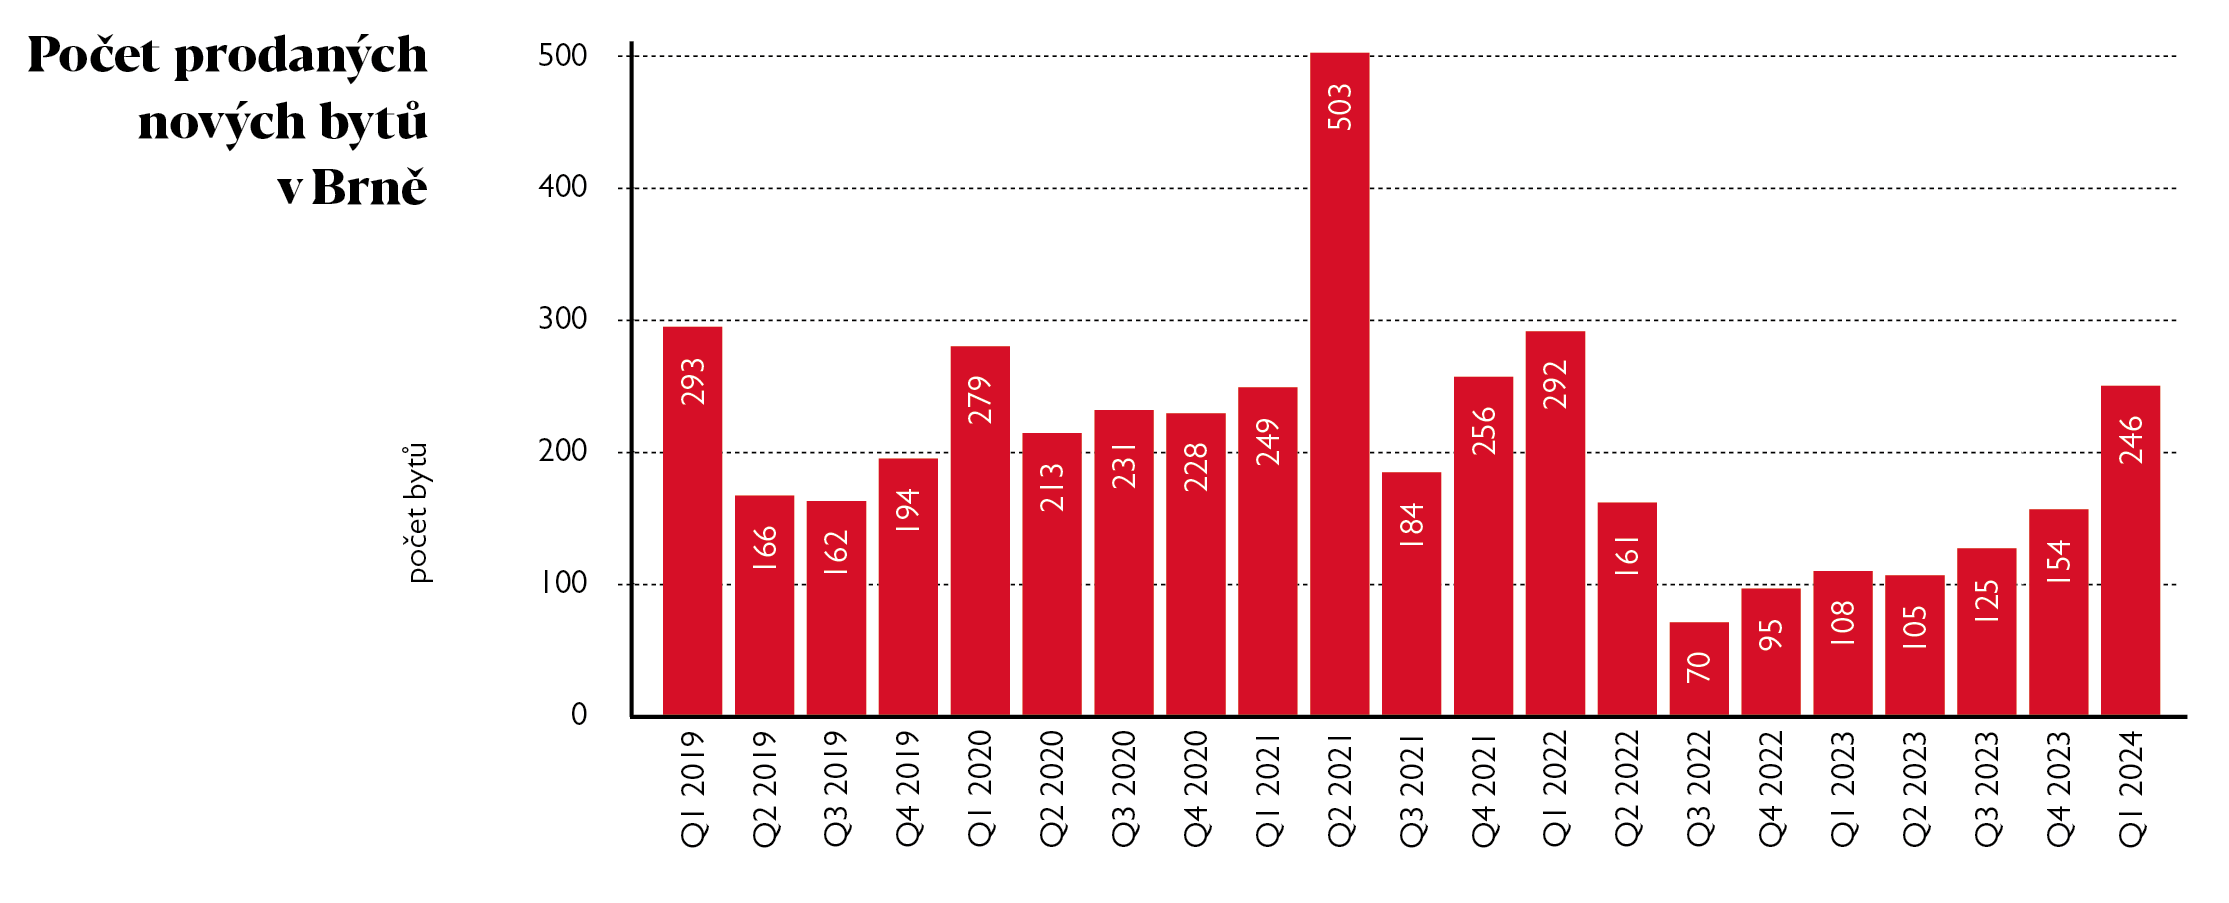 Počet prodaných
nových bytů
v Brně
počet bytů
500
400
300
200
100
0
293
166
162
194
279
213
231
228
249
503
184
256
292
161
70
95
108
105
125
154
246
Q1 2019
Q2 2019
Q3 2019
Q4 2019
Q1 2020
Q2 2020
Q3 2020
Q4 2020
Q1 2021
Q2 2021
Q3 2021
Q4 2021
Q1 2022
Q2 2022
Q3 2022
Q4 2022
Q1 2023
Q2 2023
Q3 2023
Q4 2023
Q1 2024